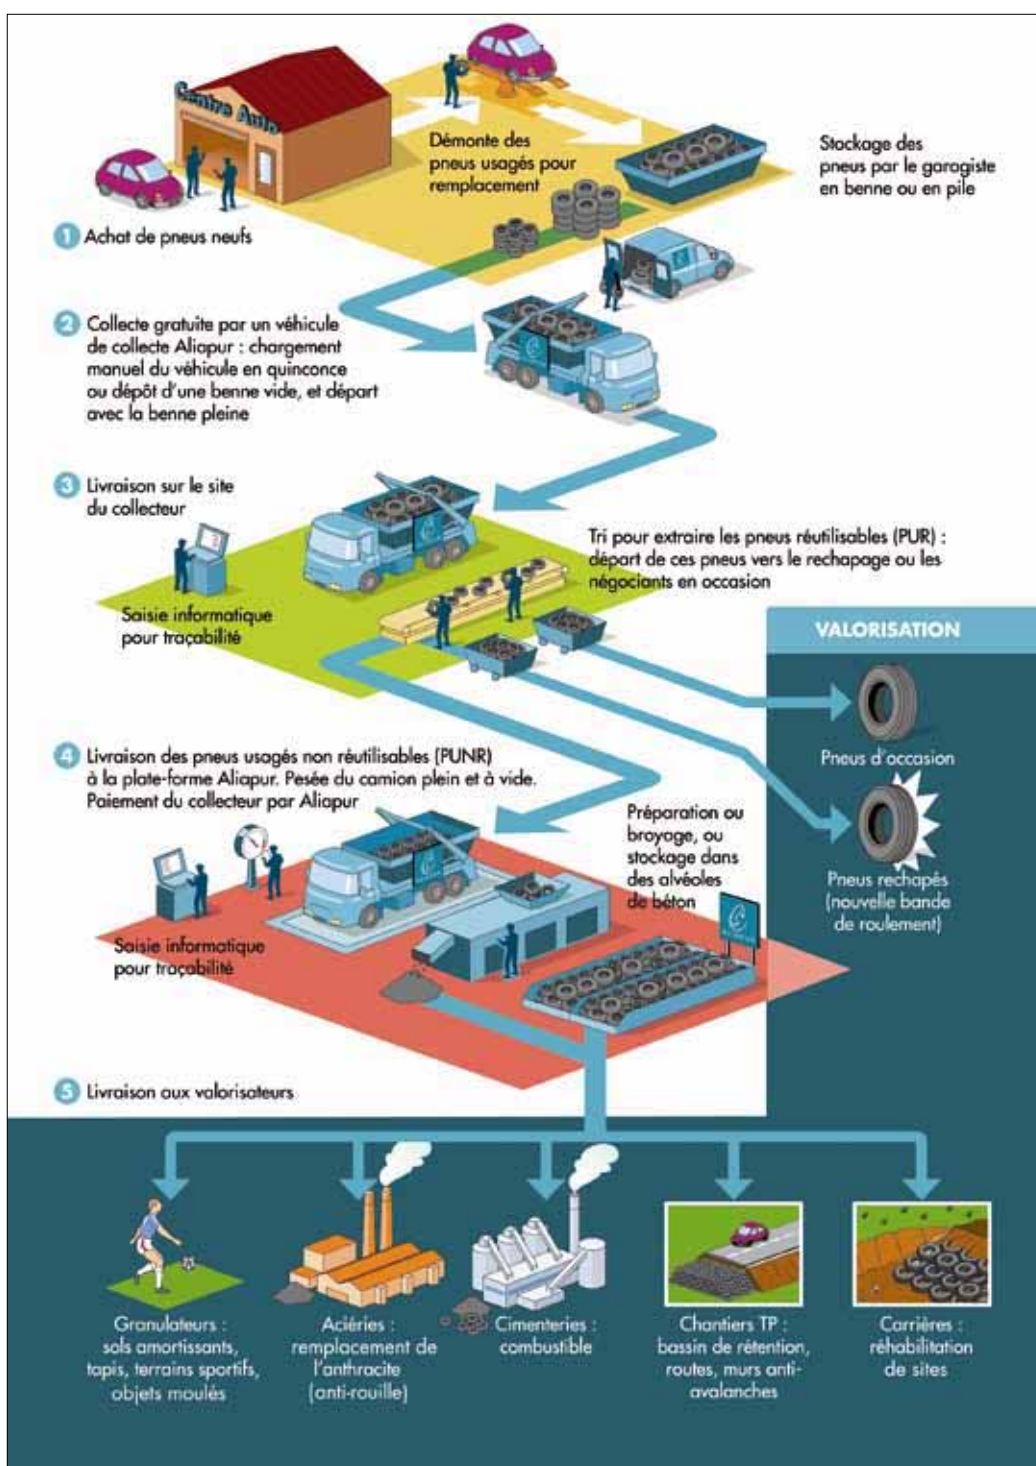 Centre Auto
Démonte des
pneus usagés pour
remplacement
Stockage des
pneus par le garagiste
en benne ou en pile
1 Achat de pneus neufs
2 Collecte gratuite par un véhicule
de collecte Aliapur : chargement
manuel du véhicule en quinconce
ou dépôt d'une benne vide, et départ
avec la benne pleine
3 Livraison sur le site
du collecteur
Tri pour extraire les pneus réutilisables (PUR) :
départ de ces pneus vers le rechapage ou les
négociants en occasion
Saisie informatique
pour traçabilité
VALORISATION
Pneus d'occasion
Pneus rechapés
(nouvelle bande
de roulement)
4 Livraison des pneus usagés non réutilisables (PUNR)
à la plate-forme Aliapur. Pesée du camion plein et à vide.
Paiement du collecteur par Aliapur
Préparation ou
broyage, ou
stockage dans
des alvéoles
de béton
Saisie informatique
pour traçabilité
5 Livraison aux valorisateurs
Granulateurs :
sols amortissants,
tapis, terrains sportifs,
objets moulés
Aciéries :
remplacement de
l'anthracite
(anti-rouille)
Cimenteries :
combustible
Chantiers TP :
bassin de rétention,
routes, murs anti-
avalanches
Carrières :
réhabilitation
de sites